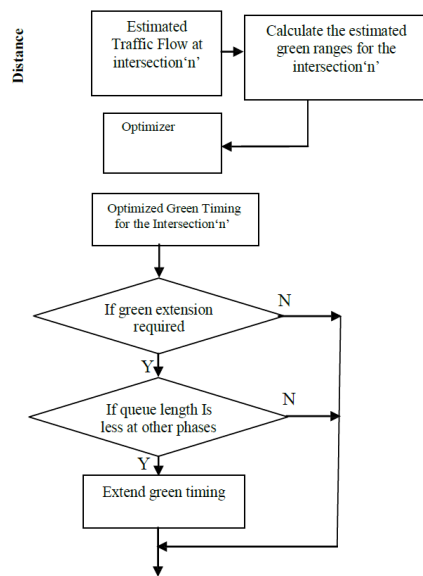 Distance
Estimated
Traffic Flow at
intersection‘n’
Calculate the estimated
green ranges for the
intersection‘n’
Optimizer
Optimized Green Timing
for the Intersection‘n’
If green extension
required
N
Y
If queue length Is
less at other phases
N
Y
Extend green timing